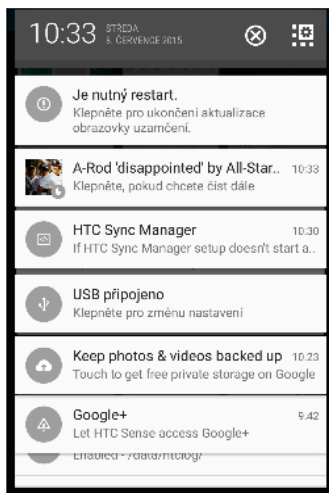 10:33
STŘEDA
8. ČERVENCE 2015
Je nutný restart.
Klepněte pro ukončení aktualizace
obrazovky uzamčení.
A-Rod 'disappointed' by All-Star.. 10:33
Klepněte, pokud chcete číst dále
HTC Sync Manager 10:30
If HTC Sync Manager setup doesn't start a..
USB připojeno
Klepněte pro změnu nastavení
Keep photos & videos backed up 10:23
Touch to get free private storage on Google
Google+ 9:42
Let HTC Sense access Google+
Enabled - /data/htclog/